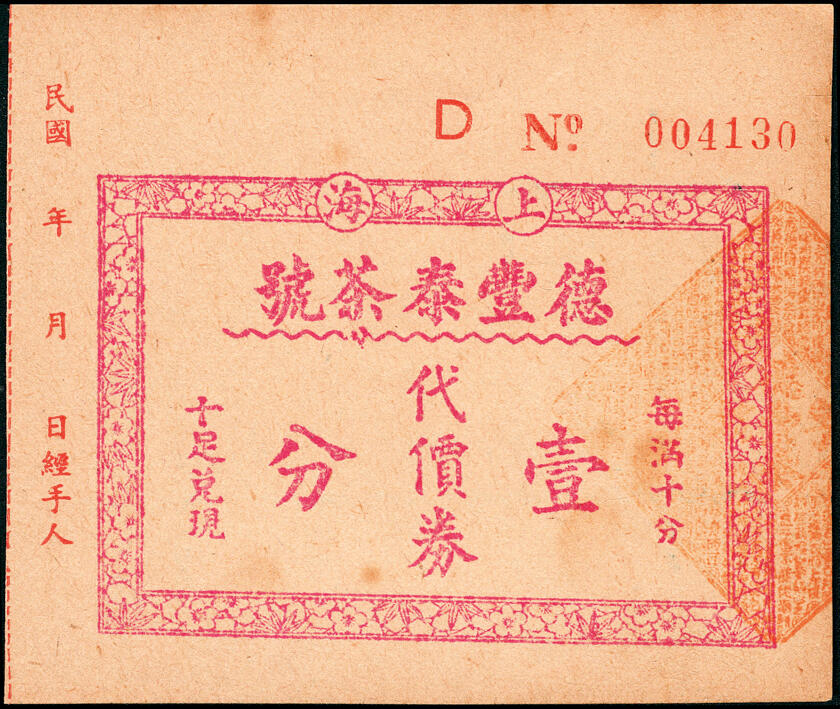 D Nº 004130
上海
德豐泰茶號
每滿十分
壹分
代價券
十足兌現
民國 年 月 日經手人